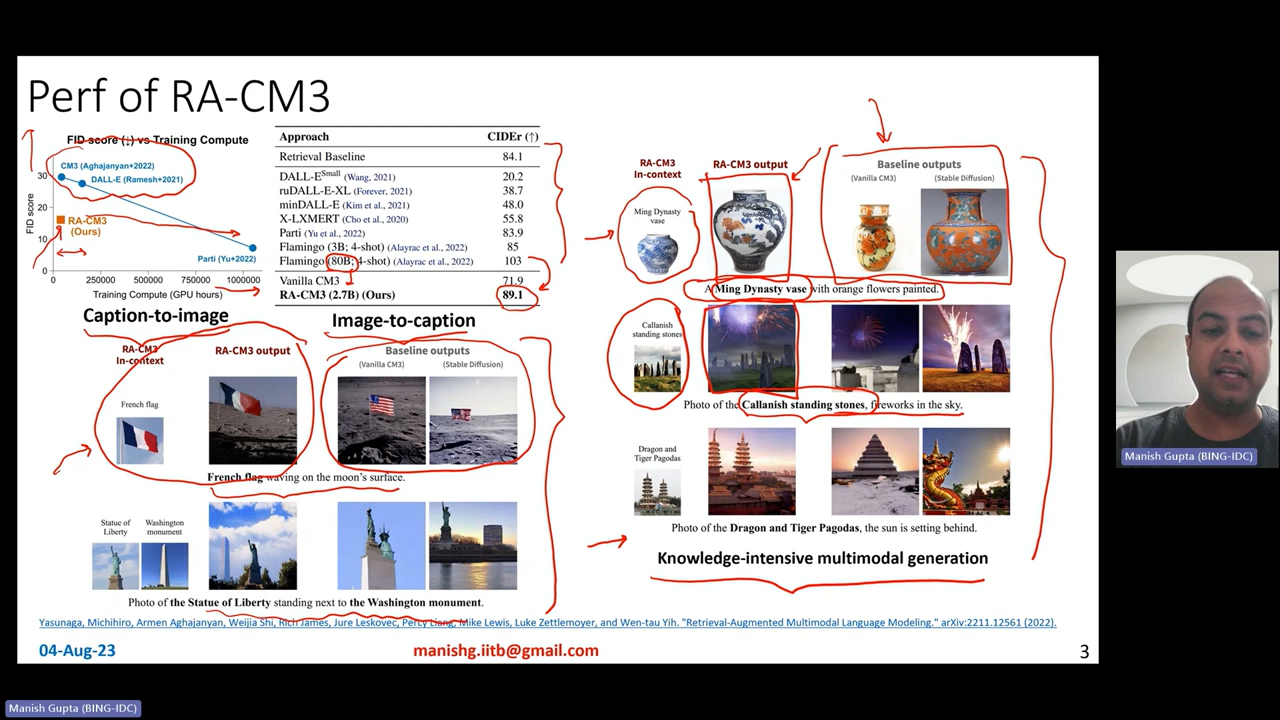 Perf of RA-CM3
FID score (↓) vs Training Compute
CM3 (Aghajanyan+2022)
DALL-E (Ramesh+2021)
RA-CM3
(Ours)
Parti (Yu+2022)
FID score
30
20
10
0
0 250000 500000 750000 1000000
Training Compute (GPU hours)
Caption-to-image
Approach CIDEr (↑)
Retrieval Baseline 84.1
DALL-E^Small (Wang, 2021) 20.2
ruDALL-E-XL (Forever, 2021) 38.7
minDALL-E (Kim et al., 2021) 48.0
X-LXMERT (Cho et al., 2020) 55.8
Parti (Yu et al., 2022) 83.9
Flamingo (3B; 4-shot) (Alayrac et al., 2022) 85
Flamingo (80B; 4-shot) (Alayrac et al., 2022) 103
Vanilla CM3 71.9
RA-CM3 (2.7B) (Ours) 89.1
Image-to-caption
RA-CM3
In-context
RA-CM3 output
Baseline outputs
(Vanilla CM3) (Stable Diffusion)
French flag
French flag waving on the moon's surface.
Statue of
Liberty
Washington
monument
Photo of the Statue of Liberty standing next to the Washington monument.
RA-CM3
In-context
RA-CM3 output
Baseline outputs
(Vanilla CM3) (Stable Diffusion)
Ming Dynasty
vase
A Ming Dynasty vase with orange flowers painted.
Callanish
standing stones
Photo of the Callanish standing stones, fireworks in the sky.
Dragon and
Tiger Pagodas
Photo of the Dragon and Tiger Pagodas, the sun is setting behind.
Knowledge-intensive multimodal generation
Yasunaga, Michihiro, Armen Aghajanyan, Weijia Shi, Rich James, Jure Leskovec, Percy Liang, Mike Lewis, Luke Zettlemoyer, and Wen-tau Yih. "Retrieval-Augmented Multimodal Language Modeling." arXiv:2211.12561 (2022).
04-Aug-23
manishg.iitb@gmail.com
3
Manish Gupta (BING-IDC)
Manish Gupta (BING-IDC)